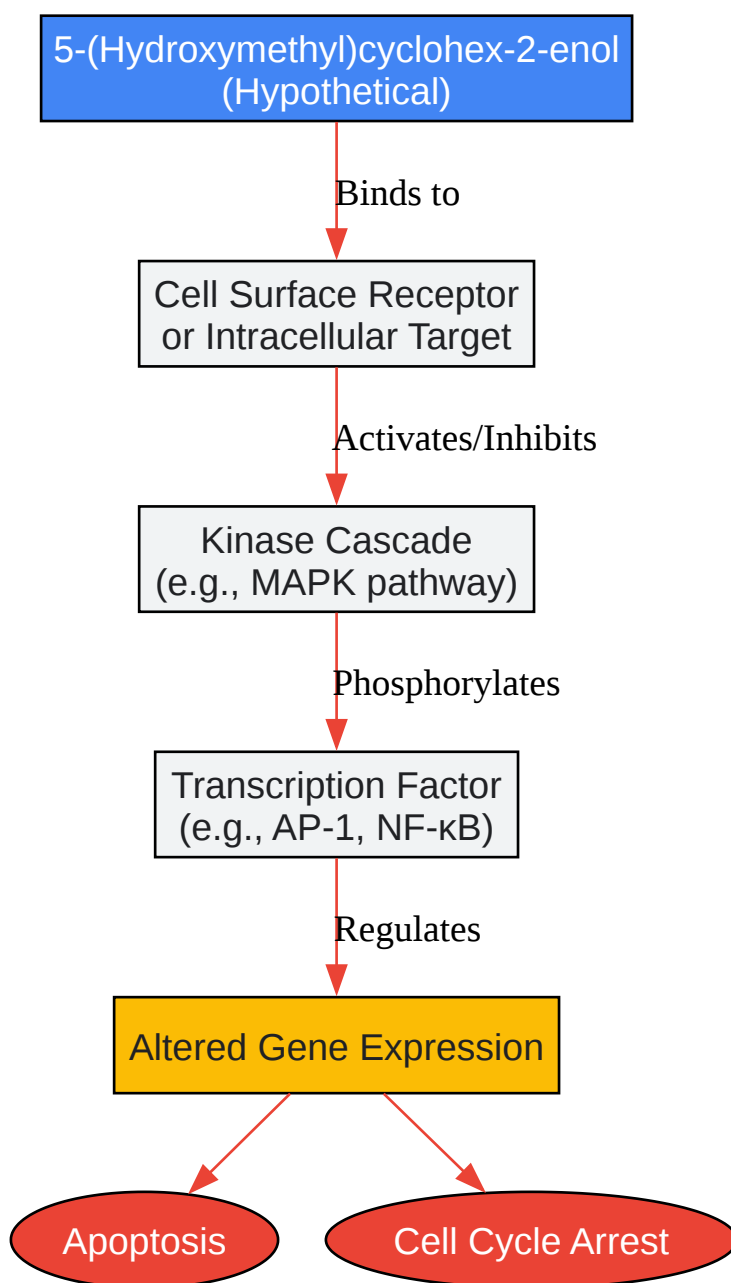 5-(Hydroxymethyl)cyclohex-2-enol
(Hypothetical)
Binds to
Cell Surface Receptor
or Intracellular Target
Activates/Inhibits
Kinase Cascade
(e.g., MAPK pathway)
Phosphorylates
Transcription Factor
(e.g., AP-1, NF-κB)
Regulates
Altered Gene Expression
Apoptosis
Cell Cycle Arrest